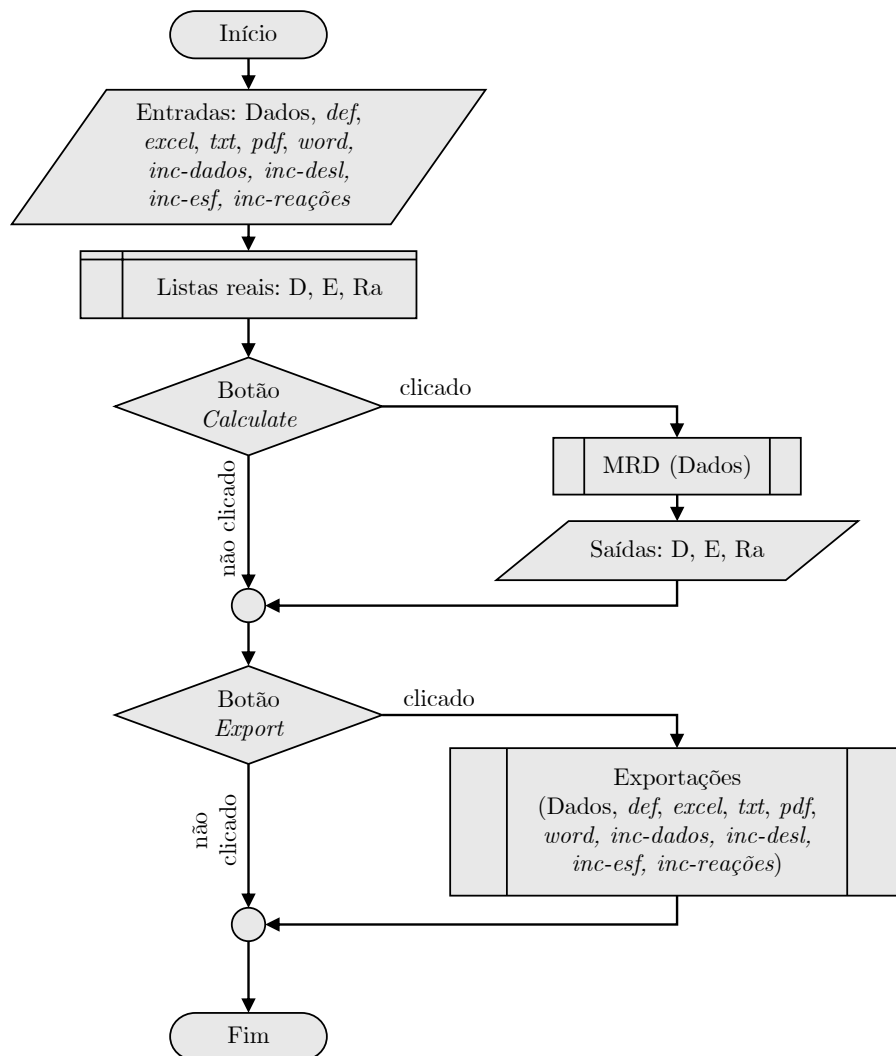 Início
Entradas: Dados, def,
excel, txt, pdf, word,
inc-dados, inc-desl,
inc-esf, inc-reações
Listas reais: D, E, Ra
Botão
Calculate
clicado
não clicado
MRD (Dados)
Saídas: D, E, Ra
Botão
Export
clicado
não
clicado
Exportações
(Dados, def, excel, txt, pdf,
word, inc-dados, inc-desl,
inc-esf, inc-reações)
Fim